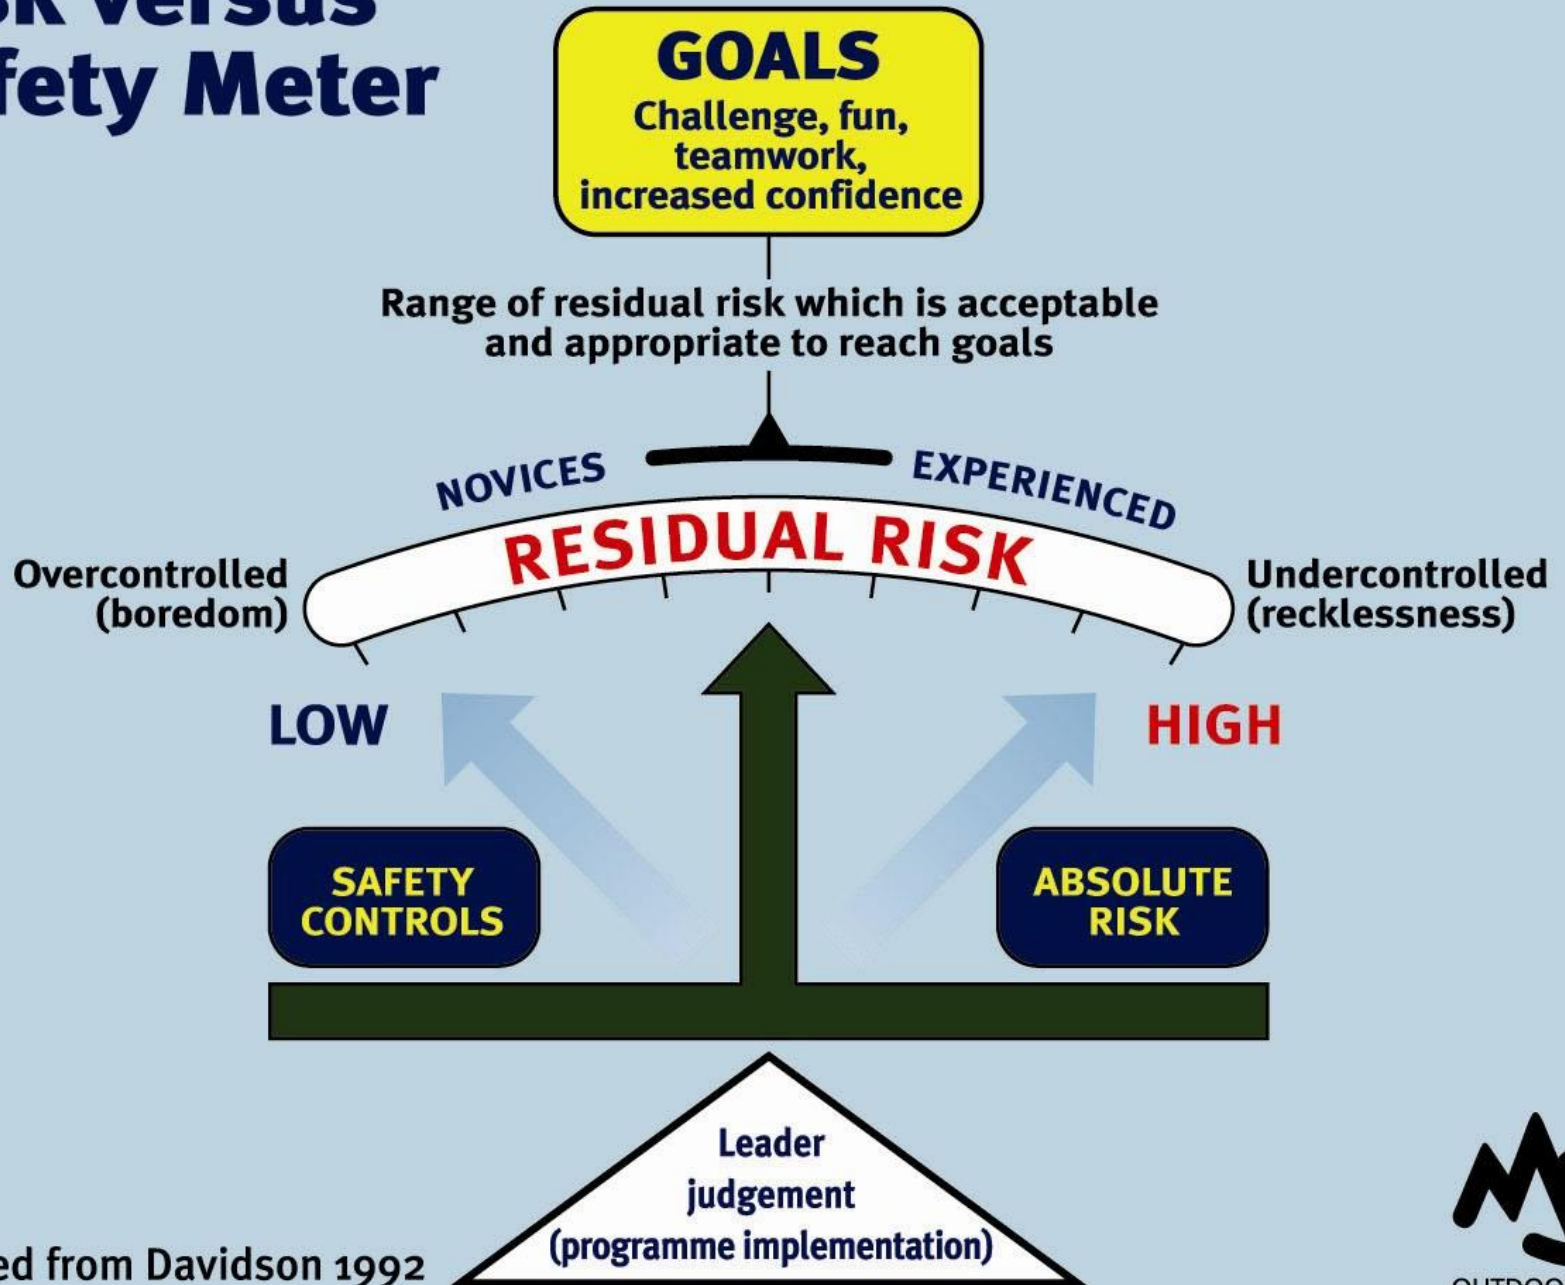 versus
Meter
GOALS
Challenge, fun,
teamwork,
increased confidence
Range of residual risk which is acceptable
and appropriate to reach goals
NOVICES
EXPERIENCED
RESIDUAL RISK
Overcontrolled
(boredom)
Undercontrolled
(recklessness)
LOW
HIGH
SAFETY
CONTROLS
ABSOLUTE
RISK
Leader
judgement
(programme implementation)
from Davidson 1992